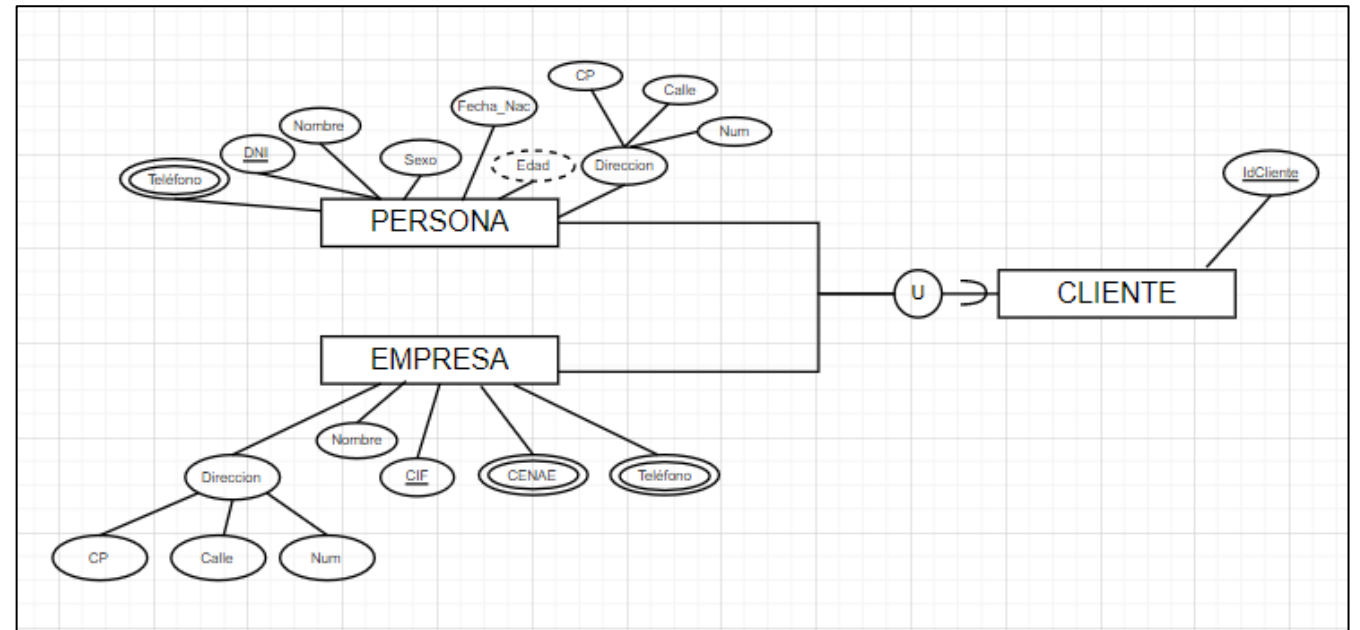 CP
Calle
Num
Fecha_Nac
Nombre
DNI
Sexo
Edad
Direccion
Teléfono
IdCliente
PERSONA
U
CLIENTE
EMPRESA
Nombre
Direccion
CIF
CENAE
Teléfono
CP
Calle
Num